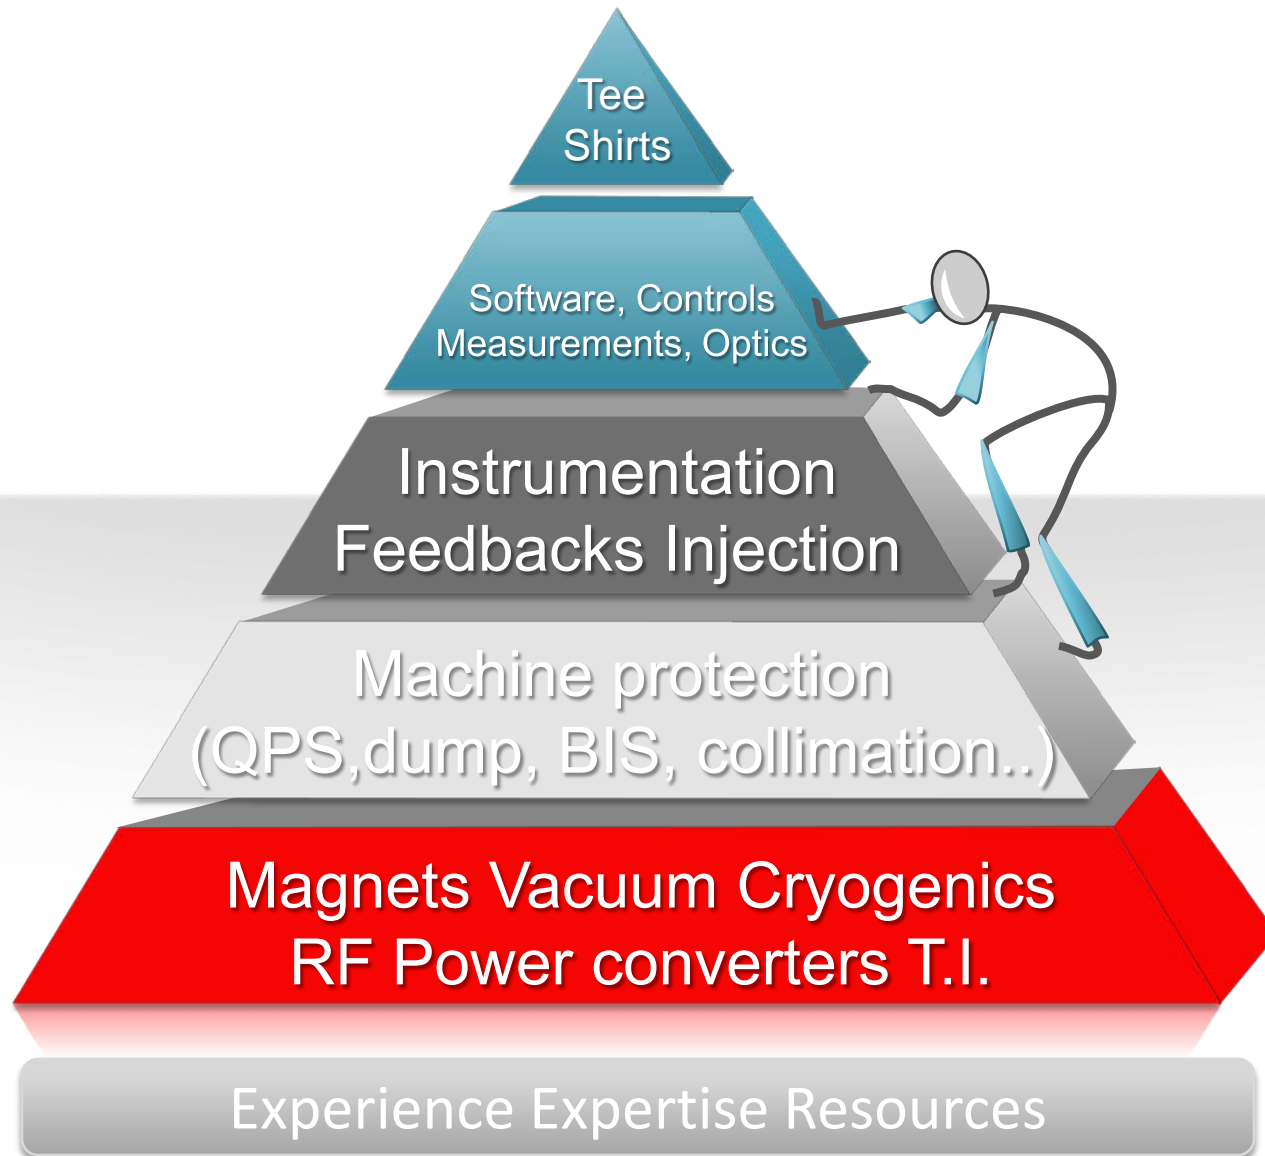 Tee
Shirts
Software, Controls
Measurements, Optics
Instrumentation
Feedbacks Injection
Machine protection
(QPS,dump, BIS, collimation..)
Magnets Vacuum Cryogenics
RF Power converters T.I.
Experience Expertise Resources